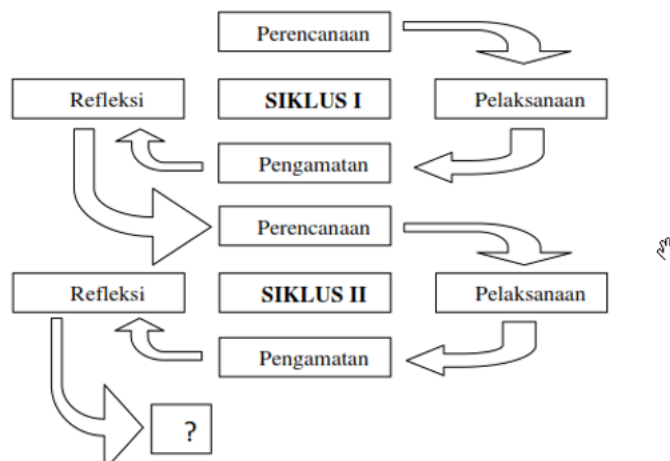 Perencanaan
Refleksi
SIKLUS I
Pelaksanaan
Pengamatan
Perencanaan
Refleksi
SIKLUS II
Pelaksanaan
Pengamatan
?